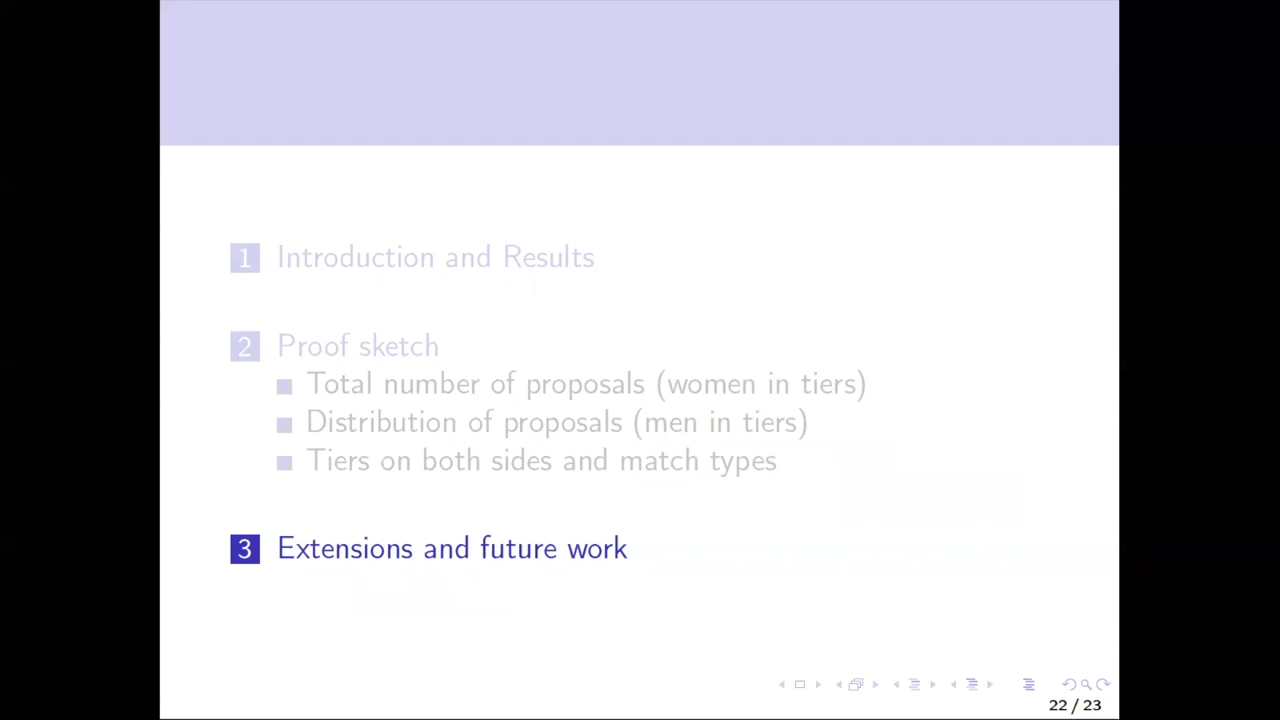 1 Introduction and Results
2 Proof sketch
Total number of proposals (women in tiers)
Distribution of proposals (men in tiers)
Tiers on both sides and match types
3 Extensions and future work
22 / 23